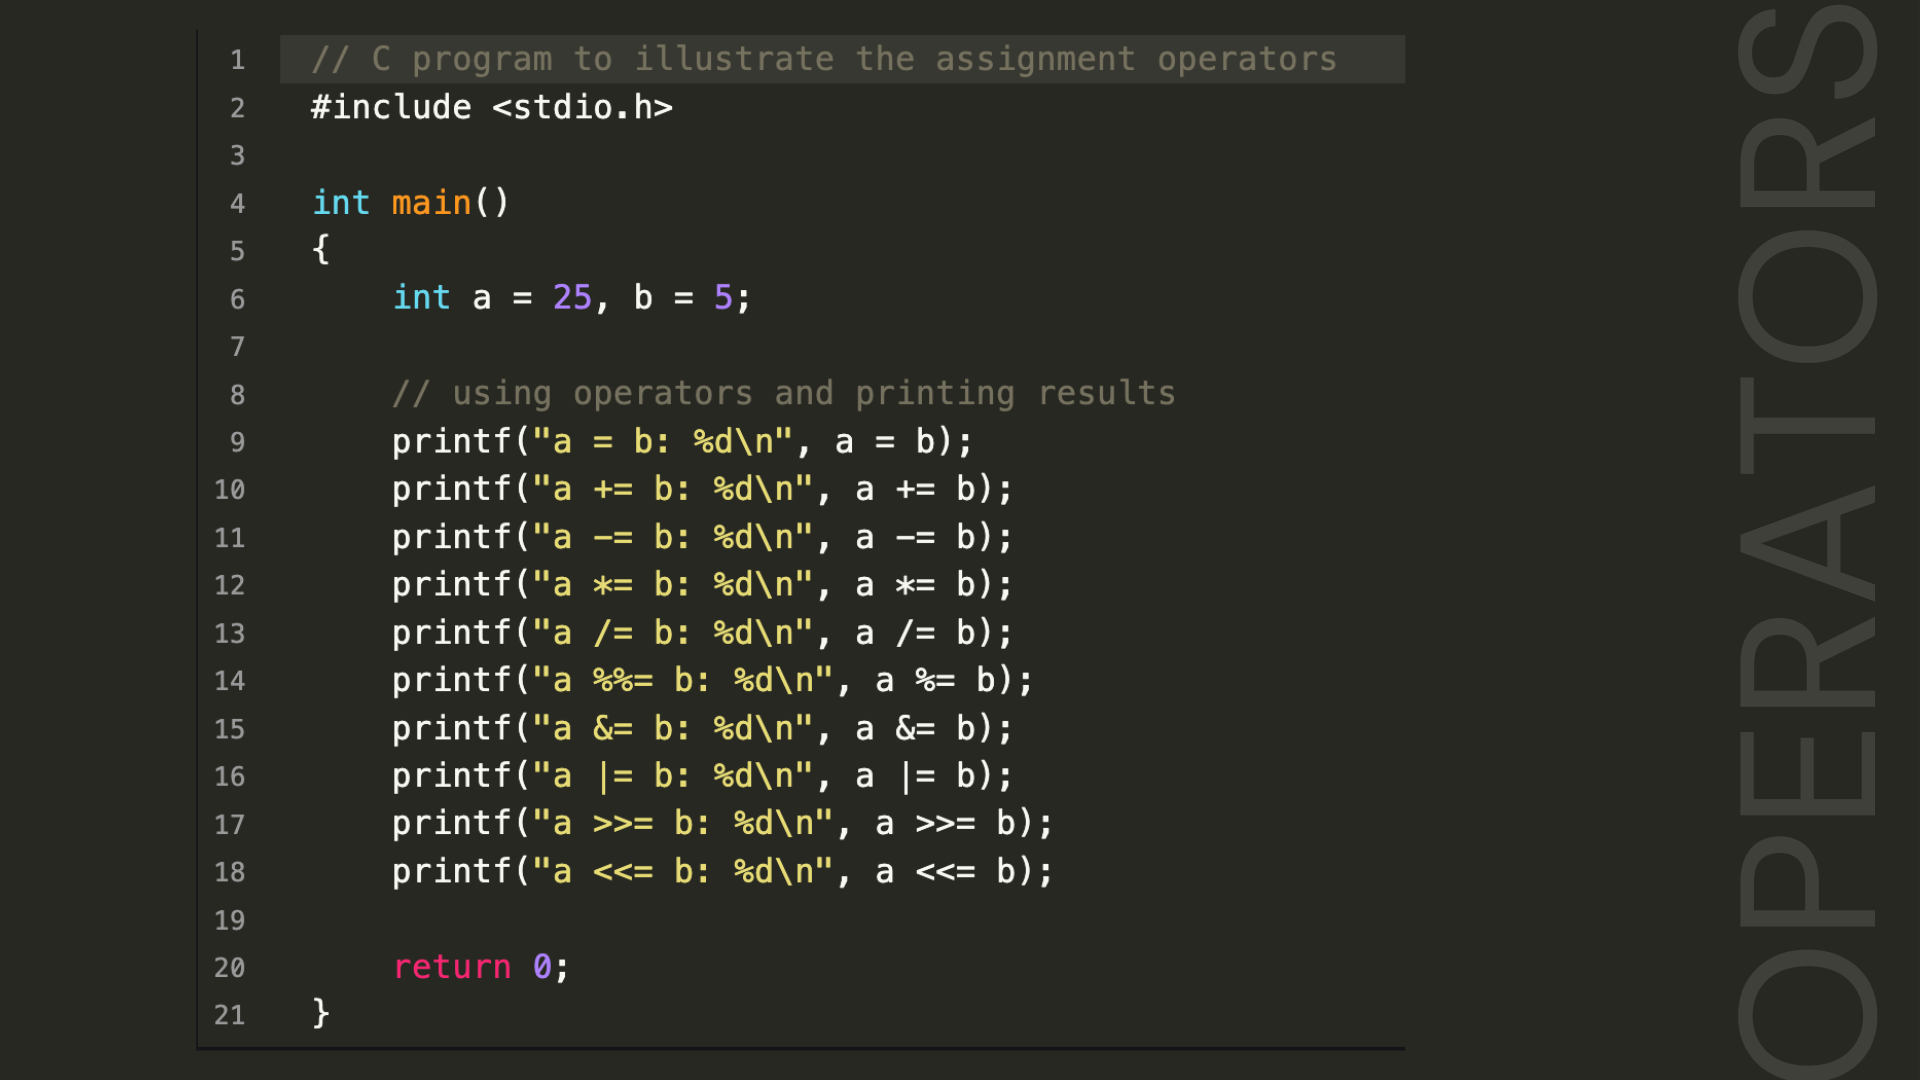 1 // C program to illustrate the assignment operators
2 #include <stdio.h>
3
4 int main()
5 {
6     int a = 25, b = 5;
7
8     // using operators and printing results
9     printf("a = b: %d\n", a = b);
10     printf("a += b: %d\n", a += b);
11     printf("a -= b: %d\n", a -= b);
12     printf("a *= b: %d\n", a *= b);
13     printf("a /= b: %d\n", a /= b);
14     printf("a %%= b: %d\n", a %= b);
15     printf("a &= b: %d\n", a &= b);
16     printf("a |= b: %d\n", a |= b);
17     printf("a >>= b: %d\n", a >>= b);
18     printf("a <<= b: %d\n", a <<= b);
19
20     return 0;
21 }
OPERATORS